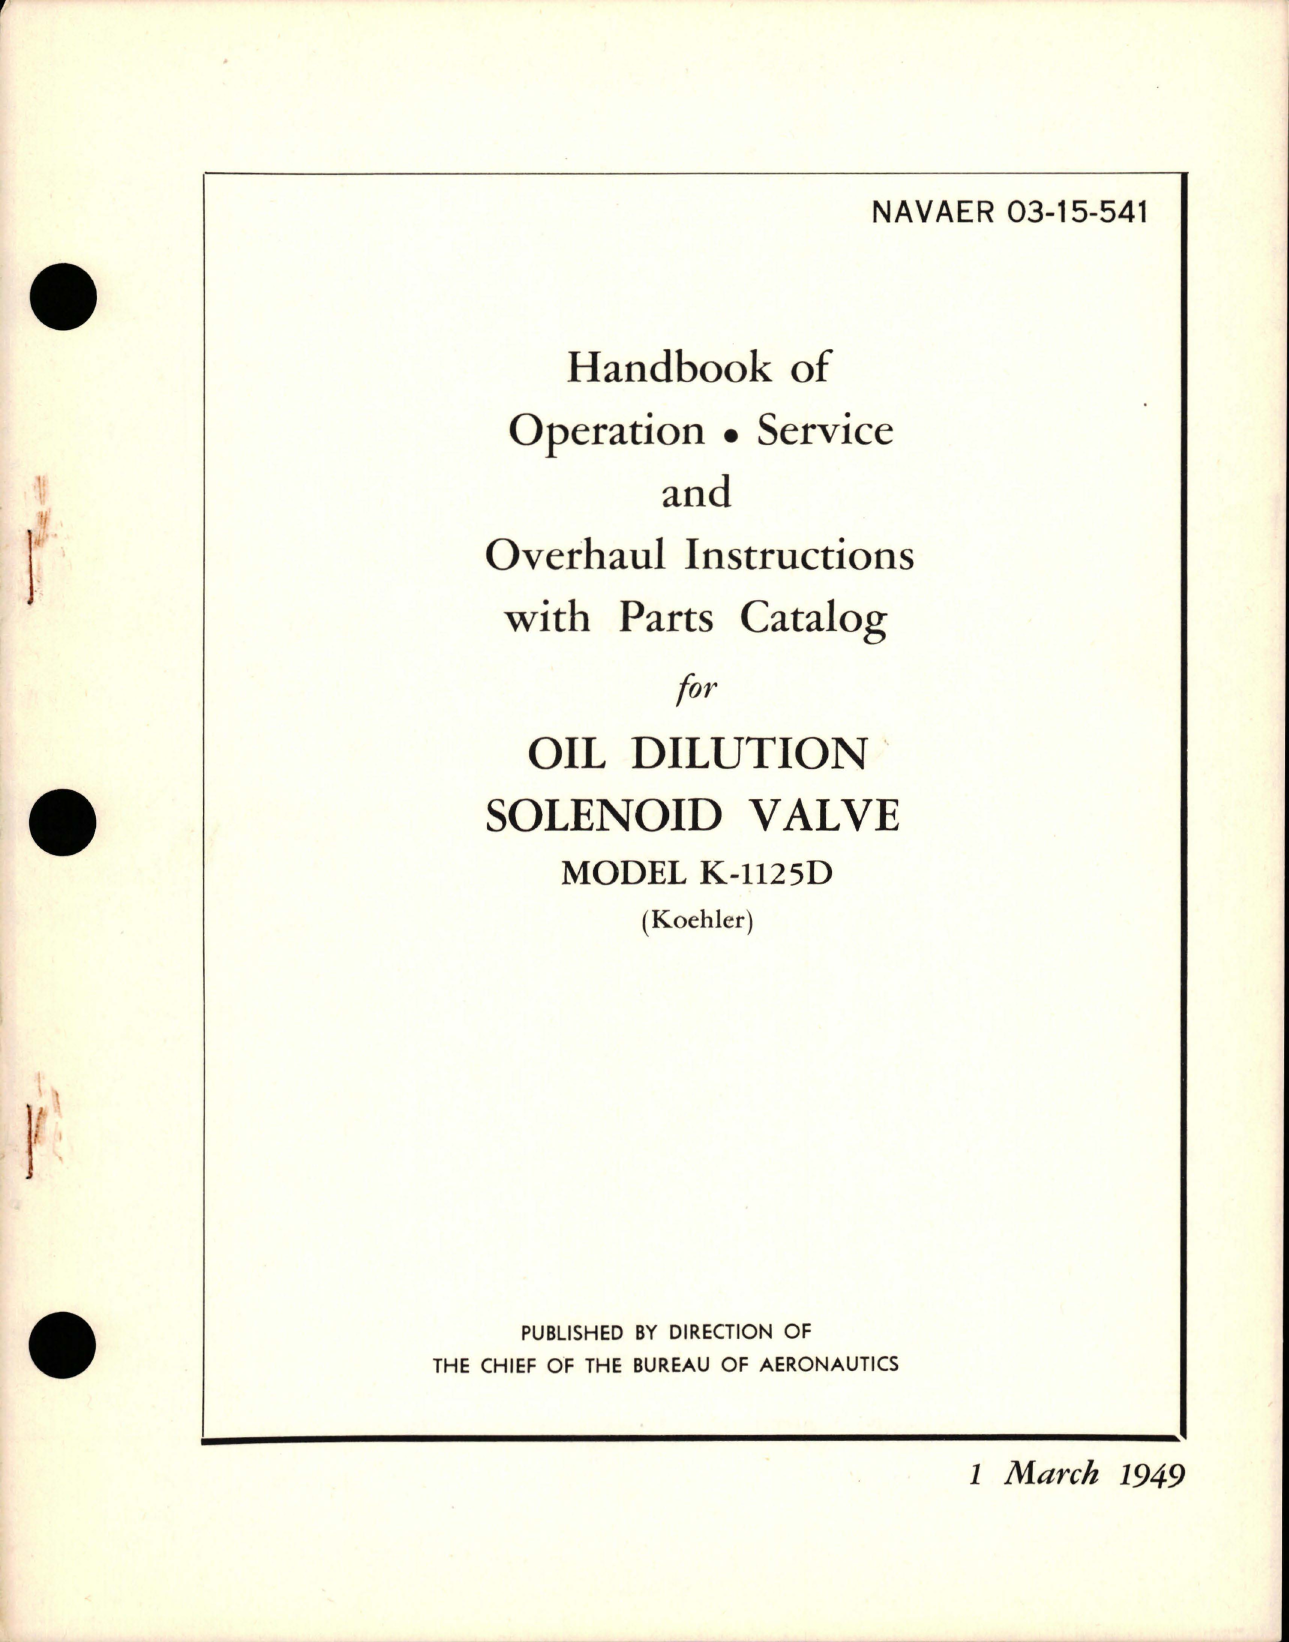 NAVAER 03-15-541
Handbook of
Operation • Service
and
Overhaul Instructions
with Parts Catalog
for
OIL DILUTION
SOLENOID VALVE
MODEL K-1125D
(Koehler)
PUBLISHED BY DIRECTION OF
THE CHIEF OF THE BUREAU OF AERONAUTICS
1 March 1949